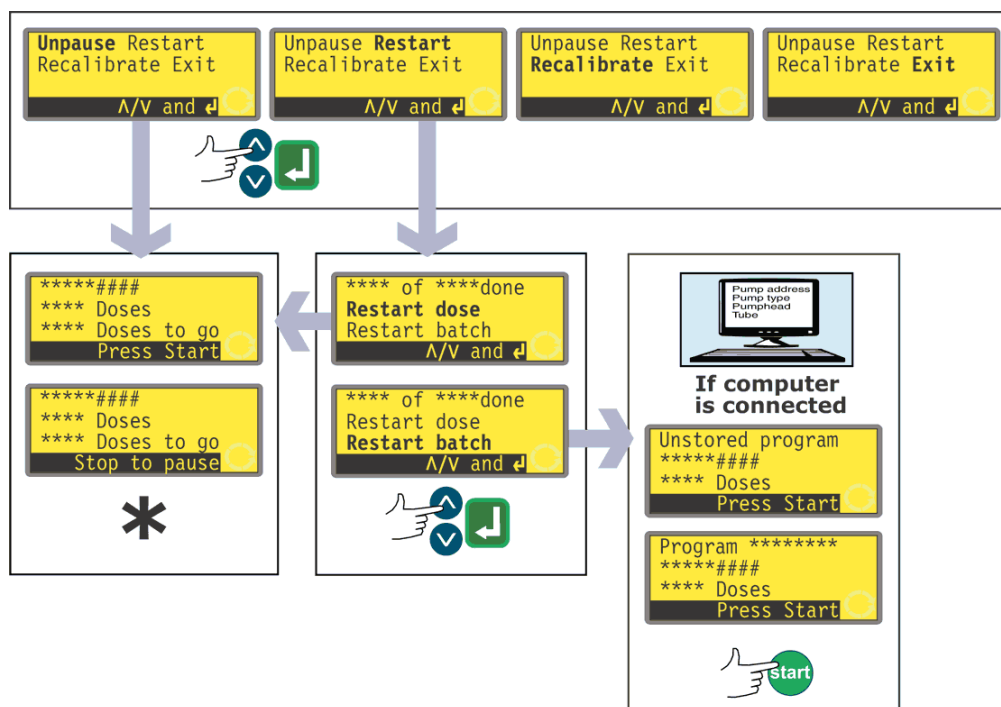 Unpause Restart
Recalibrate Exit
∧/∨ and ↲
Unpause Restart
Recalibrate Exit
∧/∨ and ↲
Unpause Restart
Recalibrate Exit
∧/∨ and ↲
Unpause Restart
Recalibrate Exit
∧/∨ and ↲
*****####
**** Doses
**** Doses to go
Press Start
*****####
**** Doses
**** Doses to go
Stop to pause
*
**** of ****done
Restart dose
Restart batch
∧/∨ and ↲
**** of ****done
Restart dose
Restart batch
∧/∨ and ↲
Pump address
Pump type
Pumphead
Tube
If computer
is connected
Unstored program
*****####
**** Doses
Press Start
Program ********
*****####
**** Doses
Press Start
start